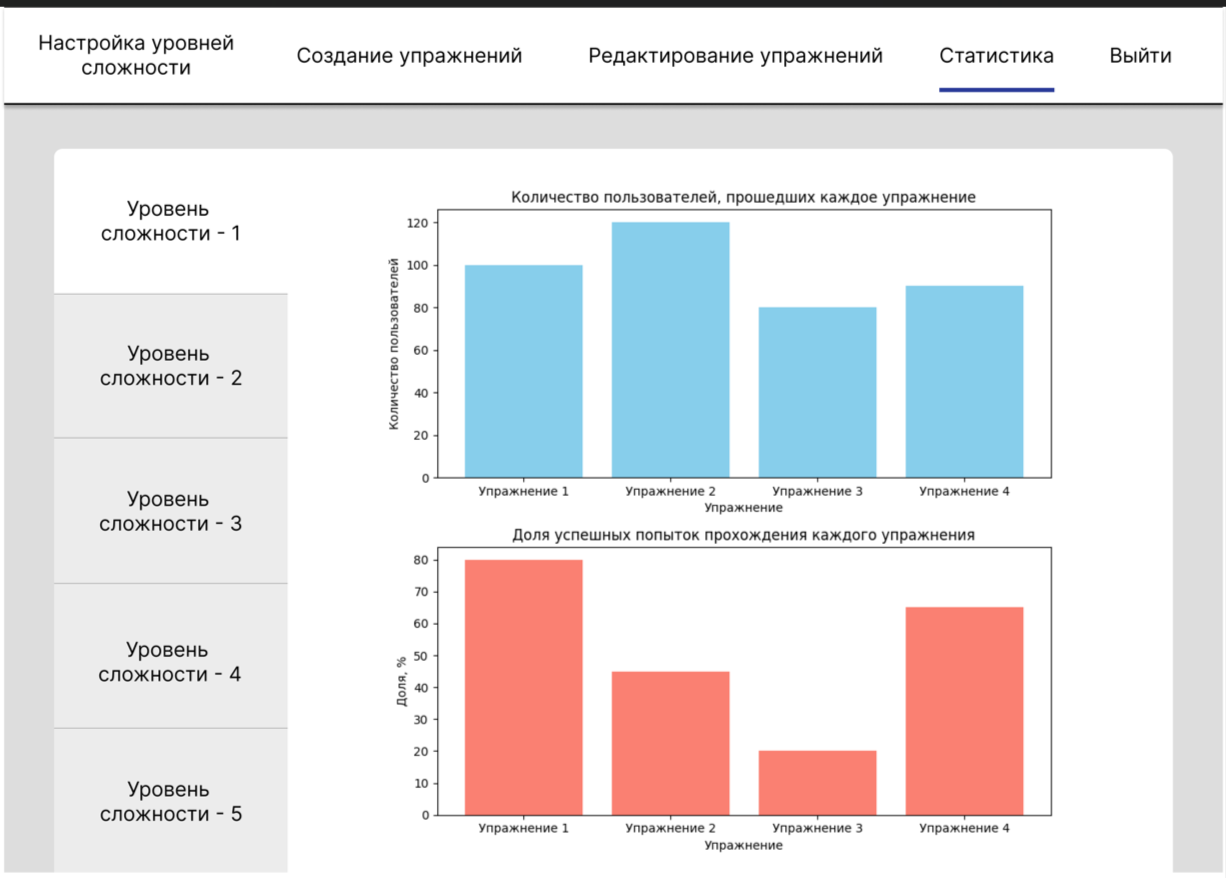 Настройка уровней
сложности
Создание упражнений
Редактирование упражнений
Статистика
Выйти
Уровень
сложности - 1
Уровень
сложности - 2
Уровень
сложности - 3
Уровень
сложности - 4
Уровень
сложности - 5
Количество пользователей, прошедших каждое упражнение
Количество пользователей
120
100
80
60
40
20
0
Упражнение 1
Упражнение 2
Упражнение 3
Упражнение 4
Упражнение
Доля успешных попыток прохождения каждого упражнения
Доля, %
80
70
60
50
40
30
20
10
0
Упражнение 1
Упражнение 2
Упражнение 3
Упражнение 4
Упражнение